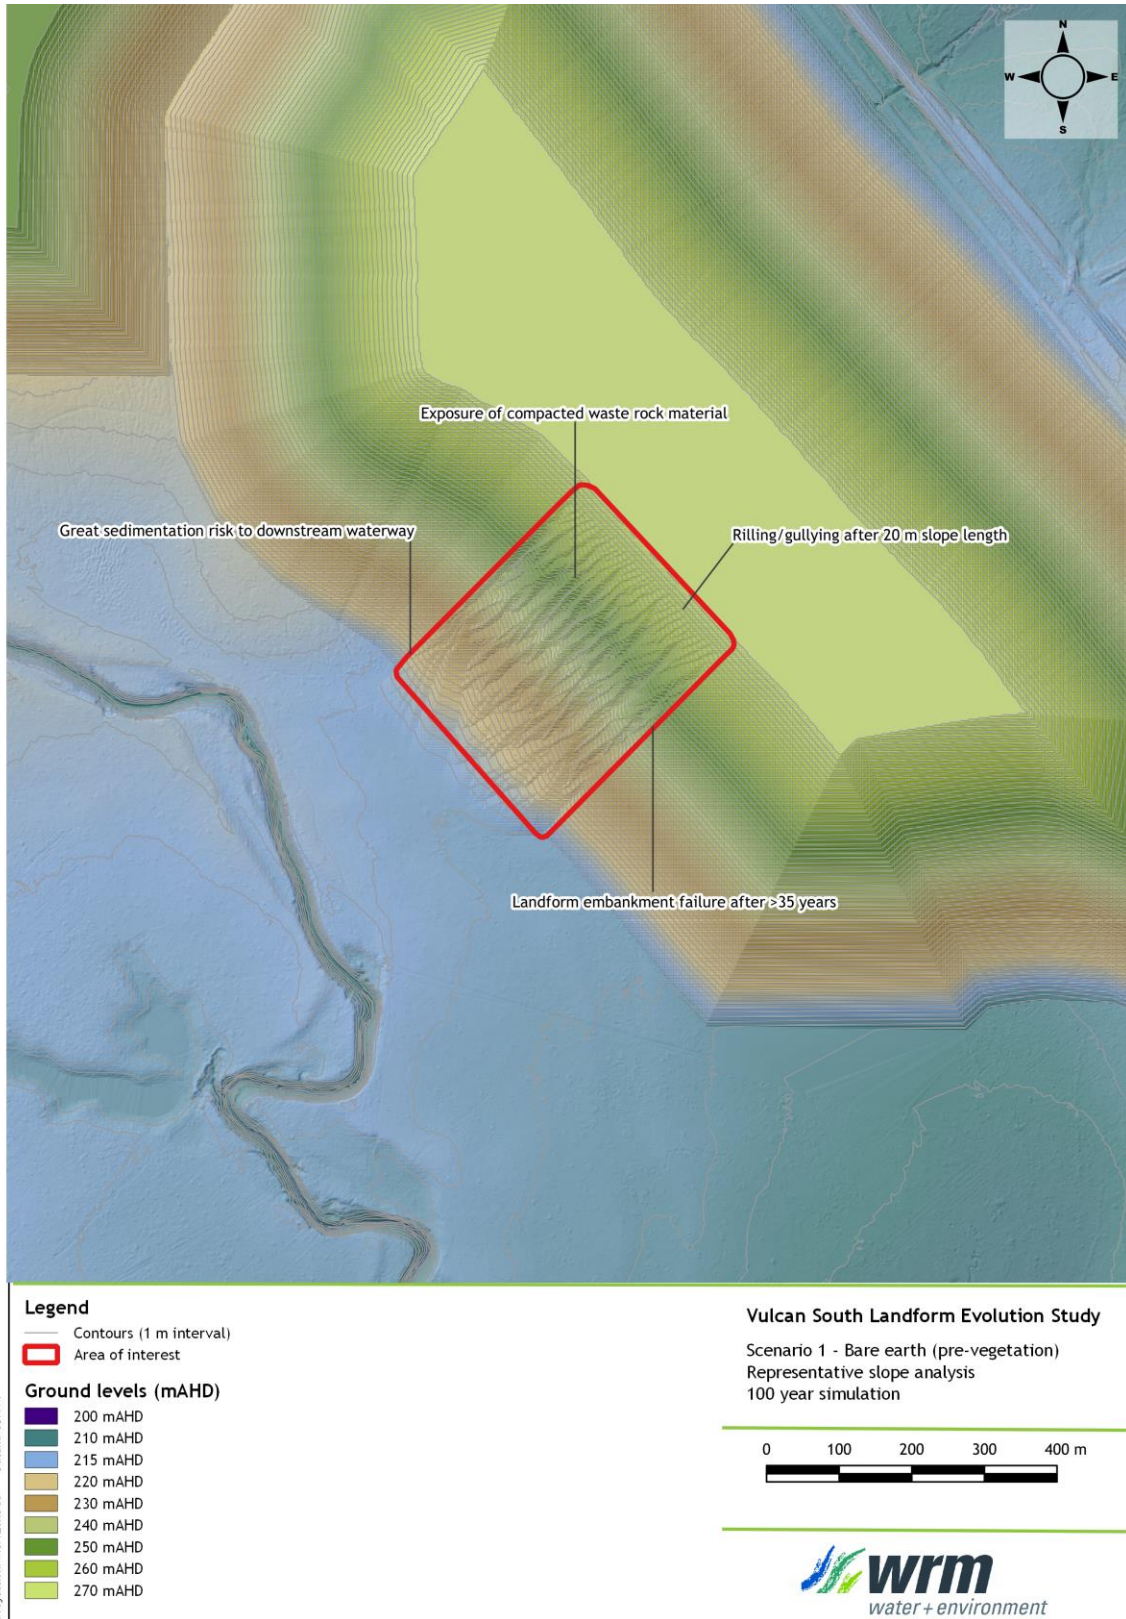 N
W E
S
Exposure of compacted waste rock material
Great sedimentation risk to downstream waterway
Rilling/gullying after 20 m slope length
Landform embankment failure after >35 years
Legend
Contours (1 m interval)
Area of interest
Ground levels (mAHD)
200 mAHD
210 mAHD
215 mAHD
220 mAHD
230 mAHD
240 mAHD
250 mAHD
260 mAHD
270 mAHD
Vulcan South Landform Evolution Study
Scenario 1 - Bare earth (pre-vegetation)
Representative slope analysis
100 year simulation
0 100 200 300 400 m
wrm
water + environment